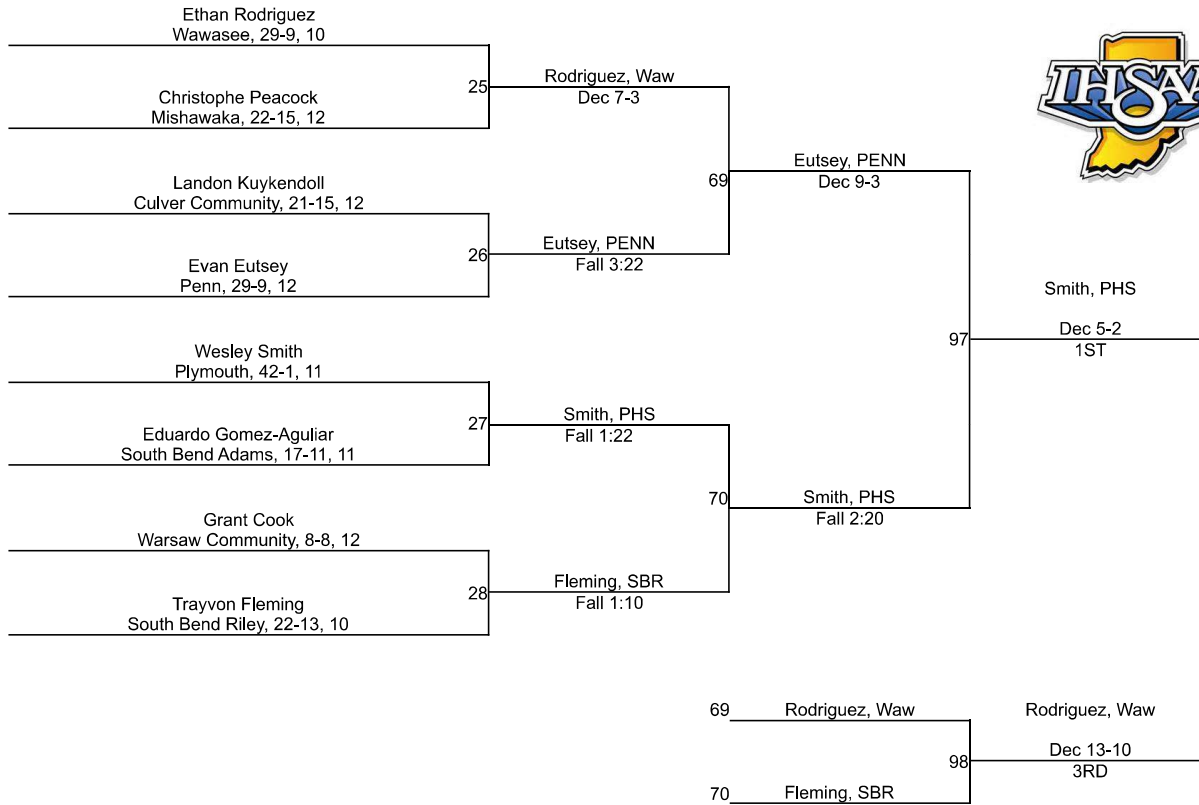 Ethan Rodriguez
Wawasee, 29-9, 10
Christophe Peacock
Mishawaka, 22-15, 12
25
Rodriguez, Waw
Dec 7-3
Landon Kuykendoll
Culver Community, 21-15, 12
Evan Eutsey
Penn, 29-9, 12
26
Eutsey, PENN
Fall 3:22
69
Eutsey, PENN
Dec 9-3
IHSAA
Wesley Smith
Plymouth, 42-1, 11
Eduardo Gomez-Aguliar
South Bend Adams, 17-11, 11
27
Smith, PHS
Fall 1:22
Grant Cook
Warsaw Community, 8-8, 12
Trayvon Fleming
South Bend Riley, 22-13, 10
28
Fleming, SBR
Fall 1:10
70
Smith, PHS
Fall 2:20
97
Smith, PHS
Dec 5-2
1ST
69
Rodriguez, Waw
70
Fleming, SBR
98
Rodriguez, Waw
Dec 13-10
3RD